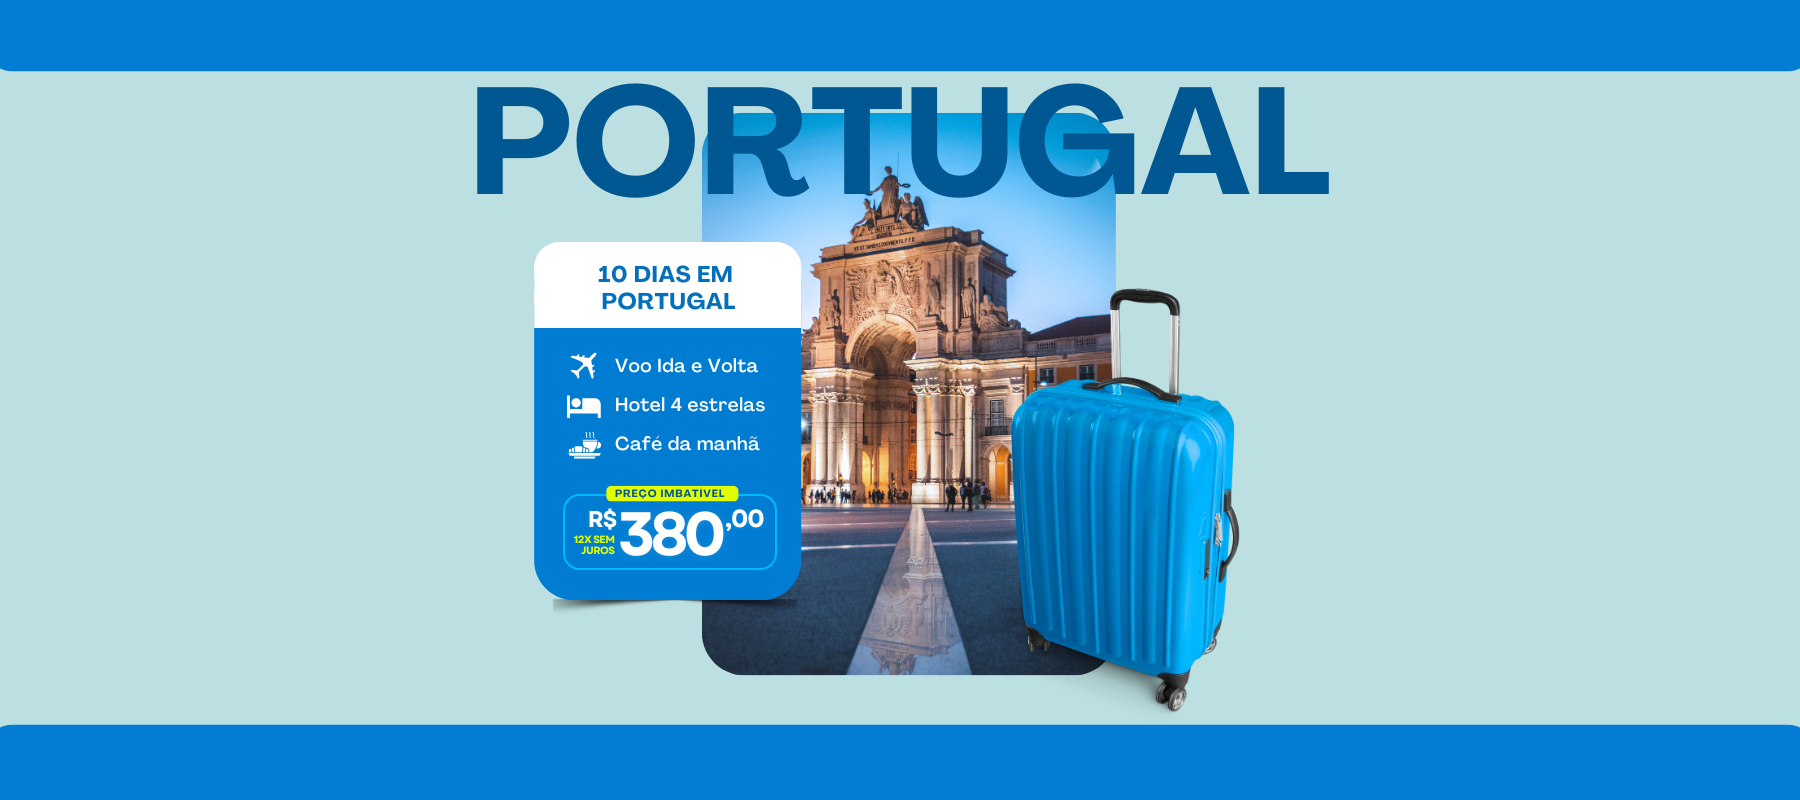 PORTUGAL
10 DIAS EM
PORTUGAL
Voo Ida e Volta
Hotel 4 estrelas
Café da manhã
PREÇO IMBATÍVEL
R$ 380,00
12X SEM
JUROS